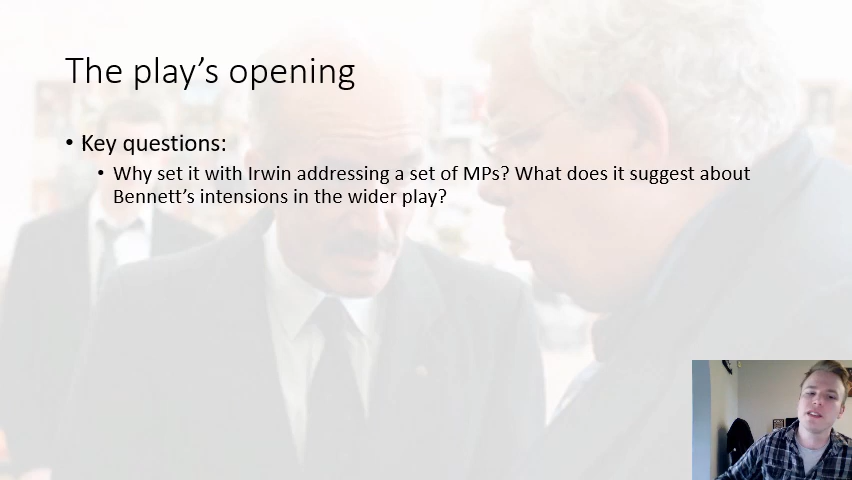 The play's opening
• Key questions:
• Why set it with Irwin addressing a set of MPs? What does it suggest about
Bennett's intensions in the wider play?